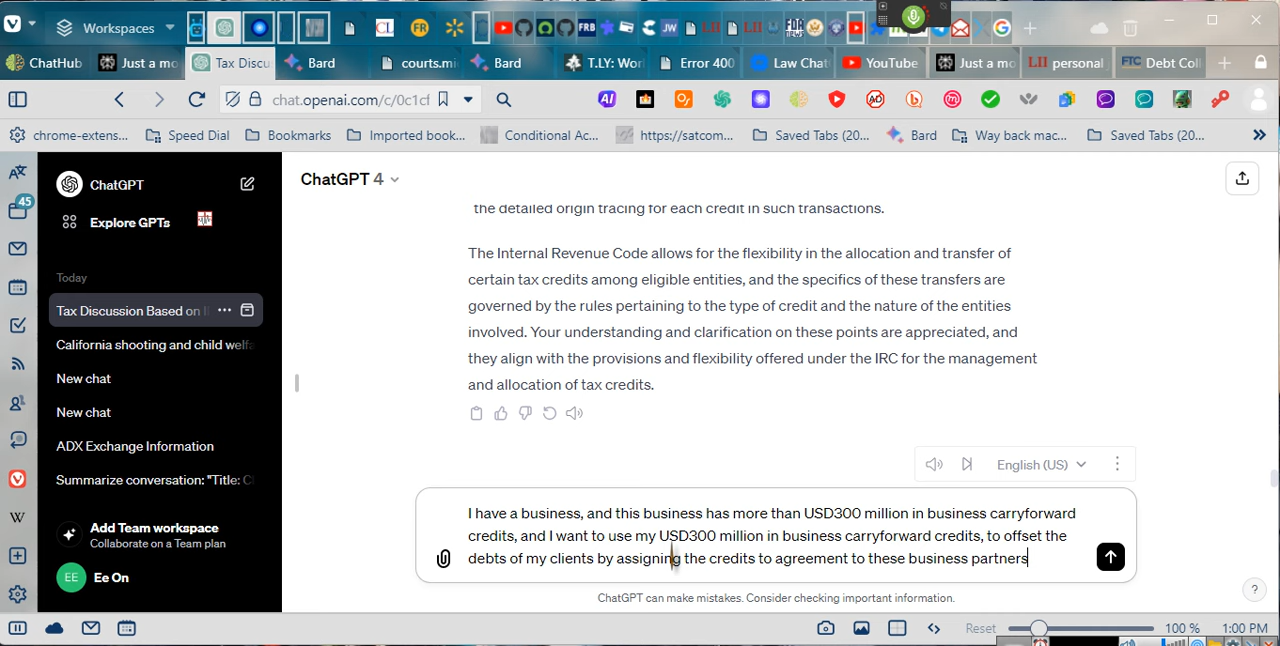 Workspaces
CL
FR
FRB
JW
LII
LII
FOR
ChatHub
Just a mo
Tax Discu
Bard
courts.mi
Bard
T.LY: Wor
Error 400
Law Chat
YouTube
Just a mo
LII personal
FTC Debt Coll
chat.openai.com/c/0c1cf
chrome-extens...
Speed Dial
Bookmarks
Imported book...
Conditional Ac...
https://satcom...
Saved Tabs (20...
Bard
Way back mac...
Saved Tabs (20...
45
ChatGPT
Explore GPTs
Today
Tax Discussion Based on I
California shooting and child welfa
New chat
New chat
ADX Exchange Information
Summarize conversation: "Title: C
Add Team workspace
Collaborate on a Team plan
EE Ee On
ChatGPT 4
the detailed origin tracing for each credit in such transactions.
The Internal Revenue Code allows for the flexibility in the allocation and transfer of
certain tax credits among eligible entities, and the specifics of these transfers are
governed by the rules pertaining to the type of credit and the nature of the entities
involved. Your understanding and clarification on these points are appreciated, and
they align with the provisions and flexibility offered under the IRC for the management
and allocation of tax credits.
English (US)
I have a business, and this business has more than USD300 million in business carryforward
credits, and I want to use my USD300 million in business carryforward credits, to offset the
debts of my clients by assigning the credits to agreement to these business partners
ChatGPT can make mistakes. Consider checking important information.
?
Reset
100 %
1:00 PM